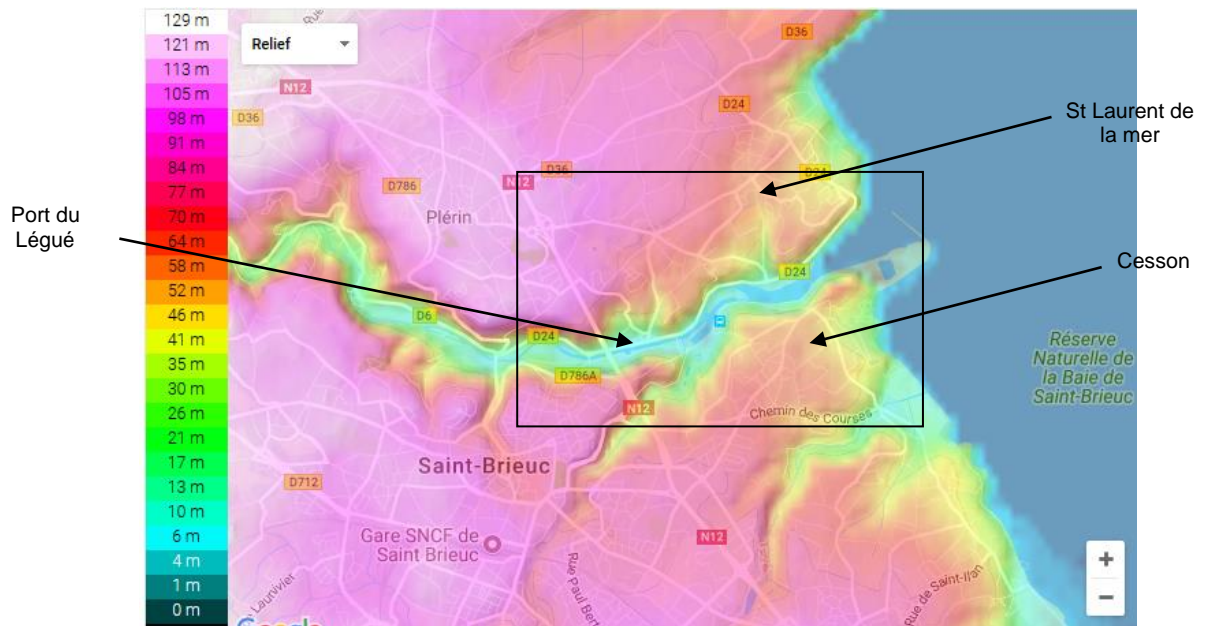 129 m
121 m
113 m
105 m
98 m
91 m
84 m
77 m
70 m
64 m
58 m
52 m
46 m
41 m
35 m
30 m
26 m
21 m
17 m
13 m
10 m
6 m
4 m
1 m
0 m
Relief
D36
N12
D24
D36
St Laurent de
la mer
D36
D24
N12
D786
Plérin
Port du
Légué
D24
Cesson
D6
D24
D786A
Réserve
Naturelle de
la Baie de
Saint-Brieuc
N12
Chemin des Courses
Saint-Brieuc
D712
Gare SNCF de
Saint Brieuc
N12
+
−
Rue Paul Bert
Rue de Saint-Ilan
Google